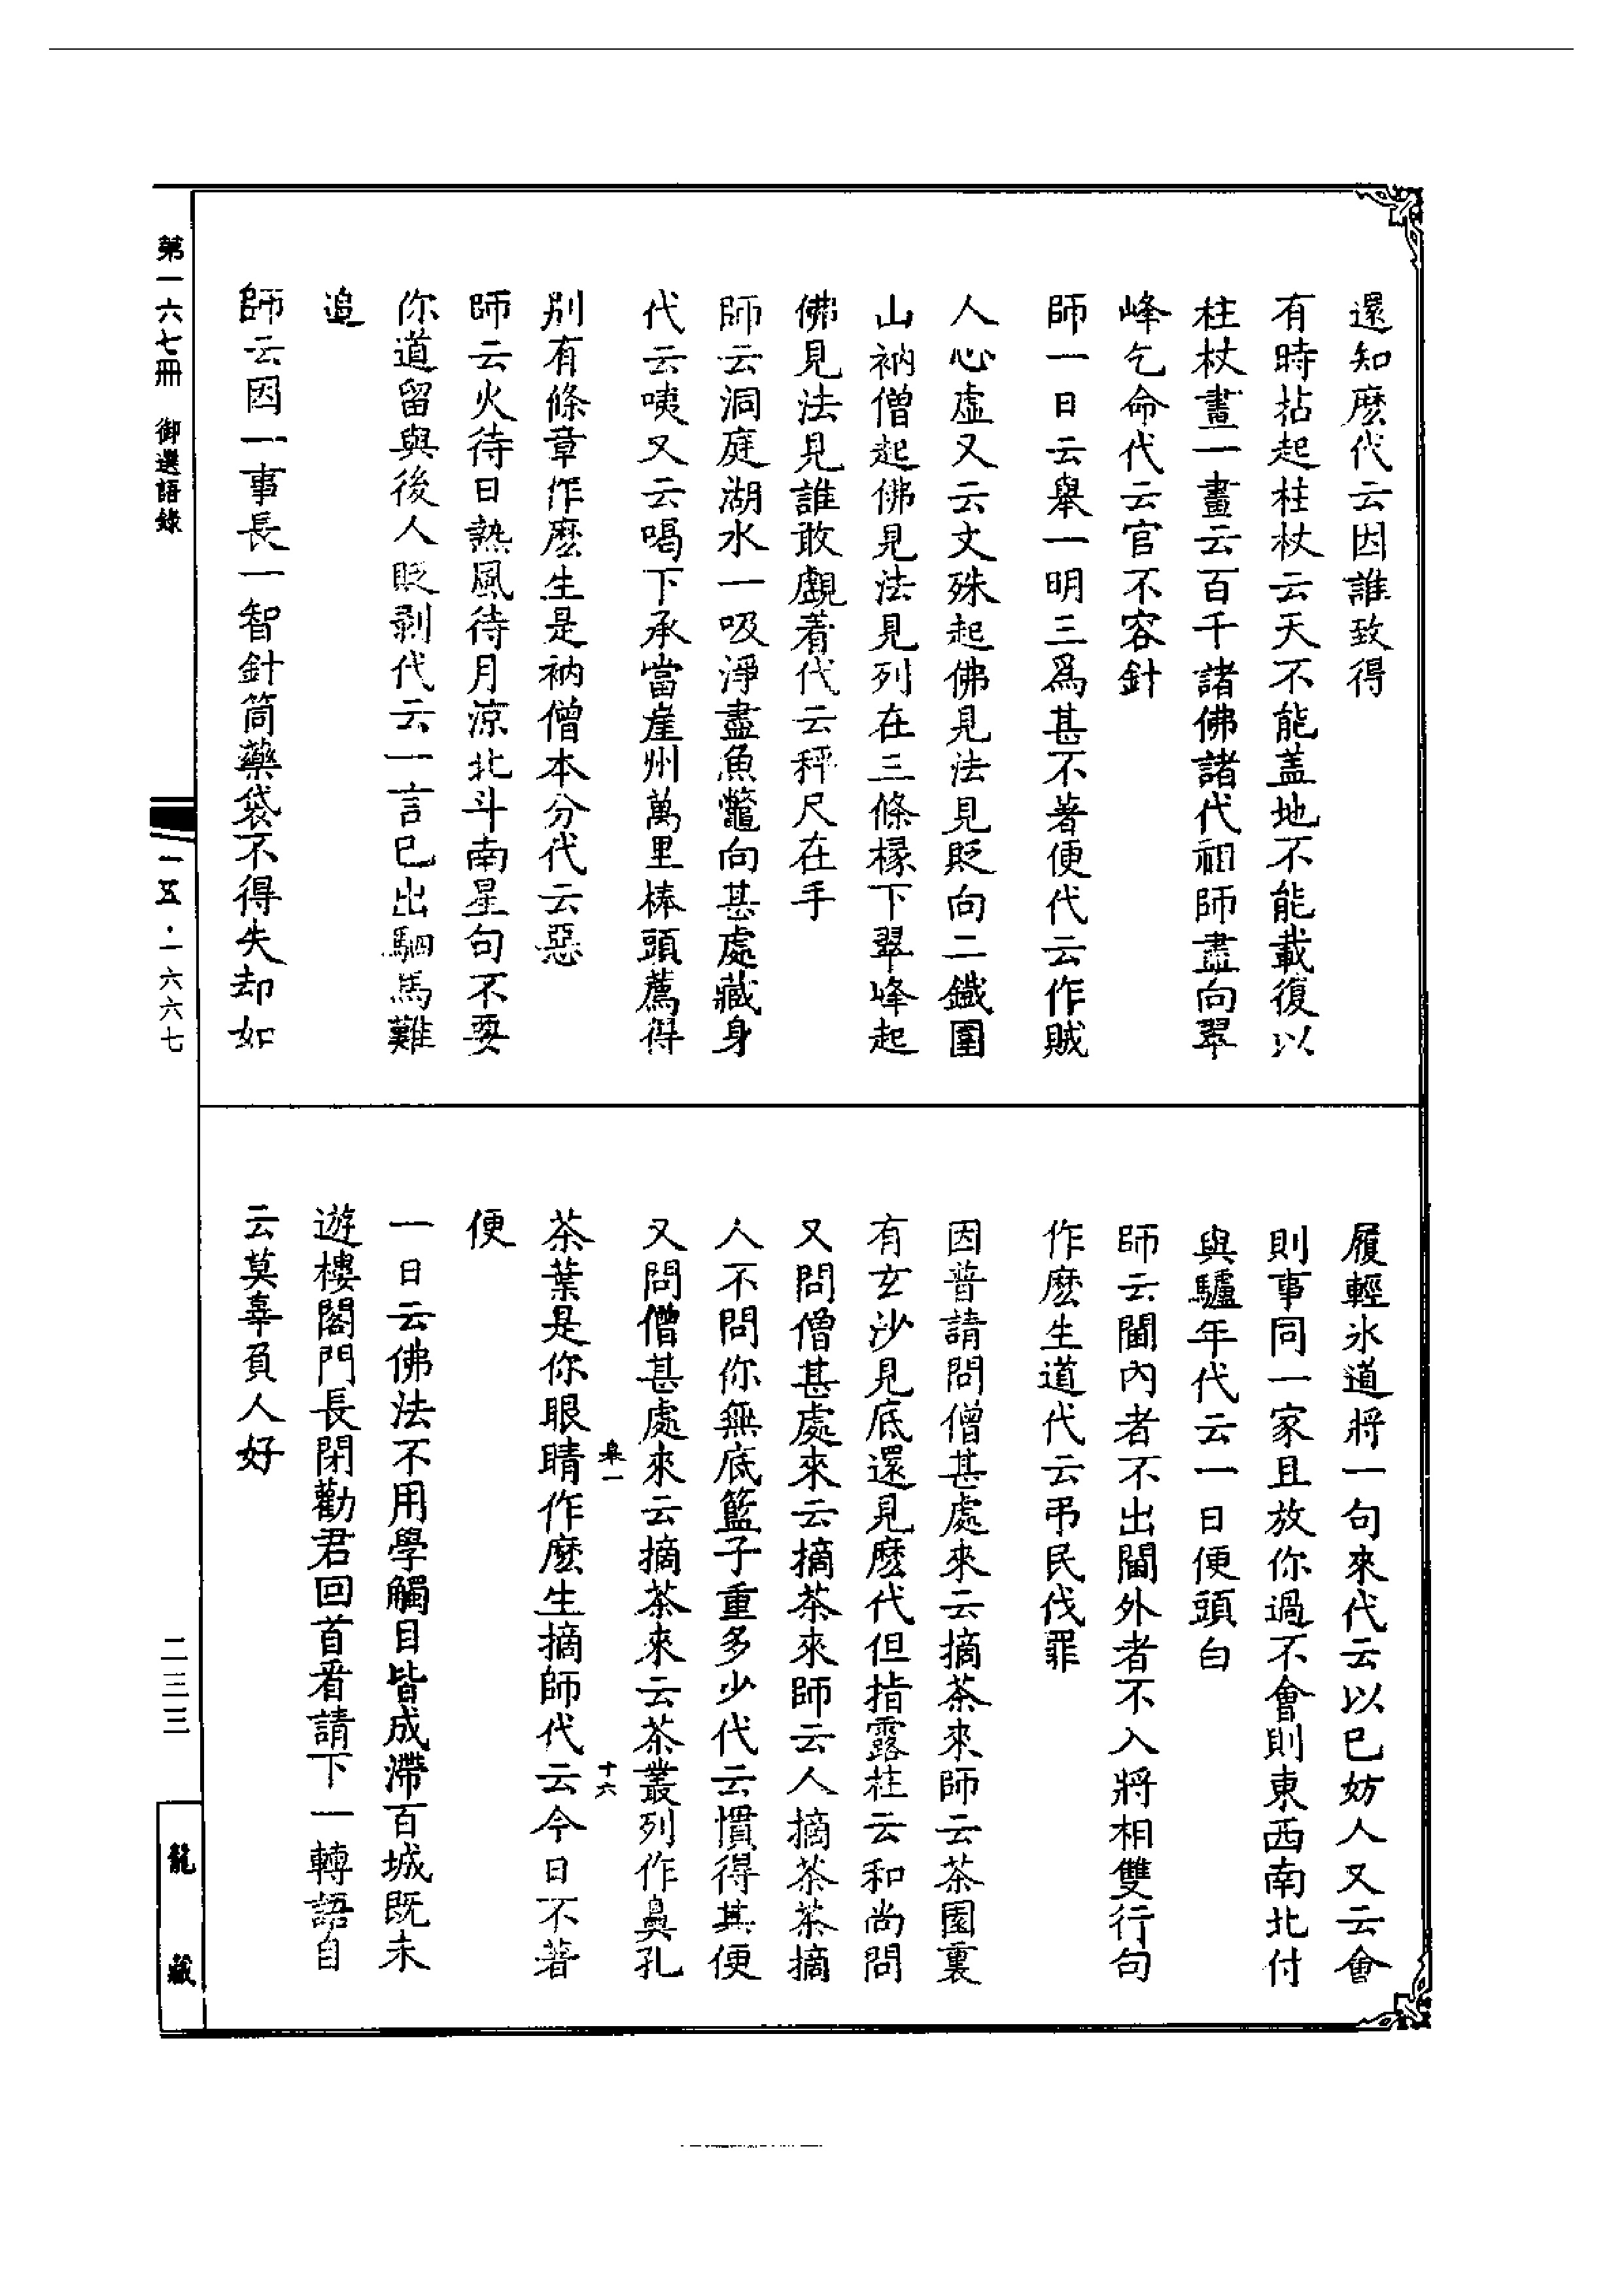 還知麽代云因誰致得
有時拈起柱杖云天不能盖地不能載復以
柱杖畫一畫云百千諸佛諸代祖師盡向翠
峰乞命代云官不容針
師一日云舉一明三爲甚不著便代云作賊
人心虛又云文殊起佛見法見貶向二鐵圍
山衲僧起佛見法見列在三條椽下翠峰起
佛見法見誰敢覷著代云秤尺在手
師云洞庭湖水一吸淨盡魚鼈向甚處藏身
代云咦又云喝下承當崖州萬里棒頭薦得
別有條章作麽生是衲僧本分代云惡
師云火待日熱風待月涼北斗南星句不要
你道留與後人貶剥代云一言已出駟馬難
追
師云因一事長一智針筒藥袋不得失却如
履輕氷道將一句來代云以已妨人又云會
則事同一家且放你過不會則東西南北付
與驢年代云一日便頭白
師云閫內者不出閫外者不入將相雙行句
作麽生道代云弔民伐罪
因普請問僧甚處來云摘茶來師云茶園裏
有玄沙見底還見麽代但指露柱云和尚問
又問僧甚處來云摘茶來師云人摘茶茶摘
人不問你無底籃子重多少代云慣得其便
又問僧甚處來云摘茶來云茶叢列作鼻孔
茶葉是你眼睛作麽生摘師代云今日不著
便
一日云佛法不用學觸目皆成滯百城既未
遊樓閣門長閉勸君回首看請下一轉語自
云莫辜負人好
臯一
十六
第一六七冊 御選語錄
一五·一六六七
二三三
龍藏